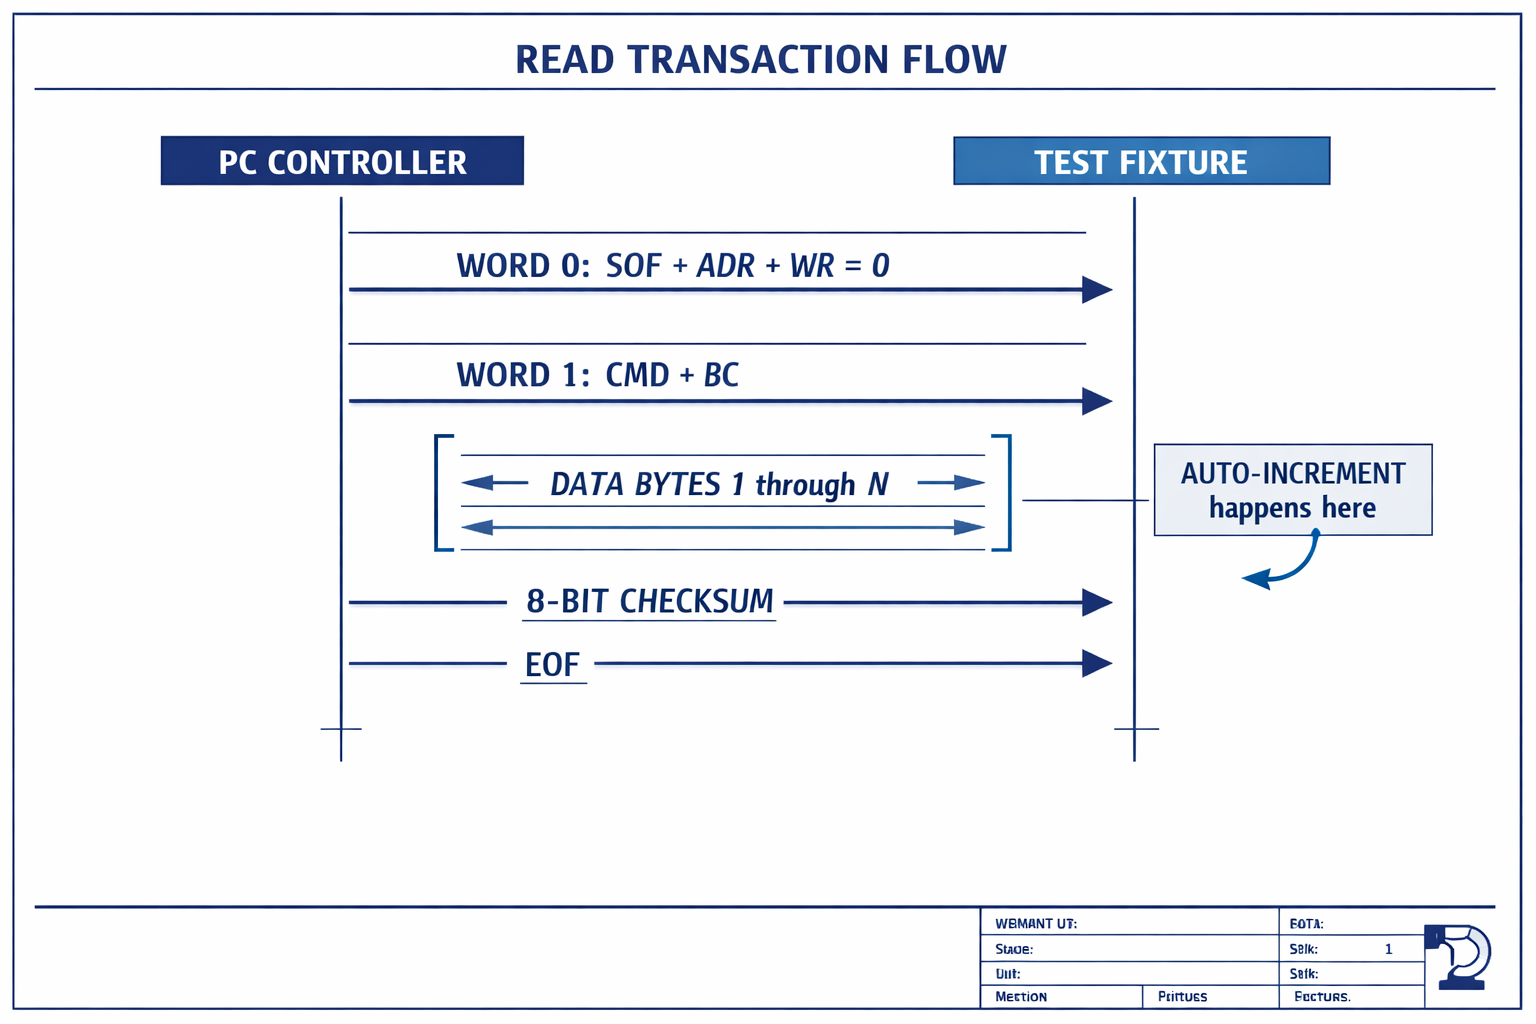 READ TRANSACTION FLOW
PC CONTROLLER
TEST FIXTURE
WORD 0: SOF + ADR + WR = 0
WORD 1: CMD + BC
DATA BYTES 1 through N
AUTO-INCREMENT
happens here
8-BIT CHECKSUM
EOF
1